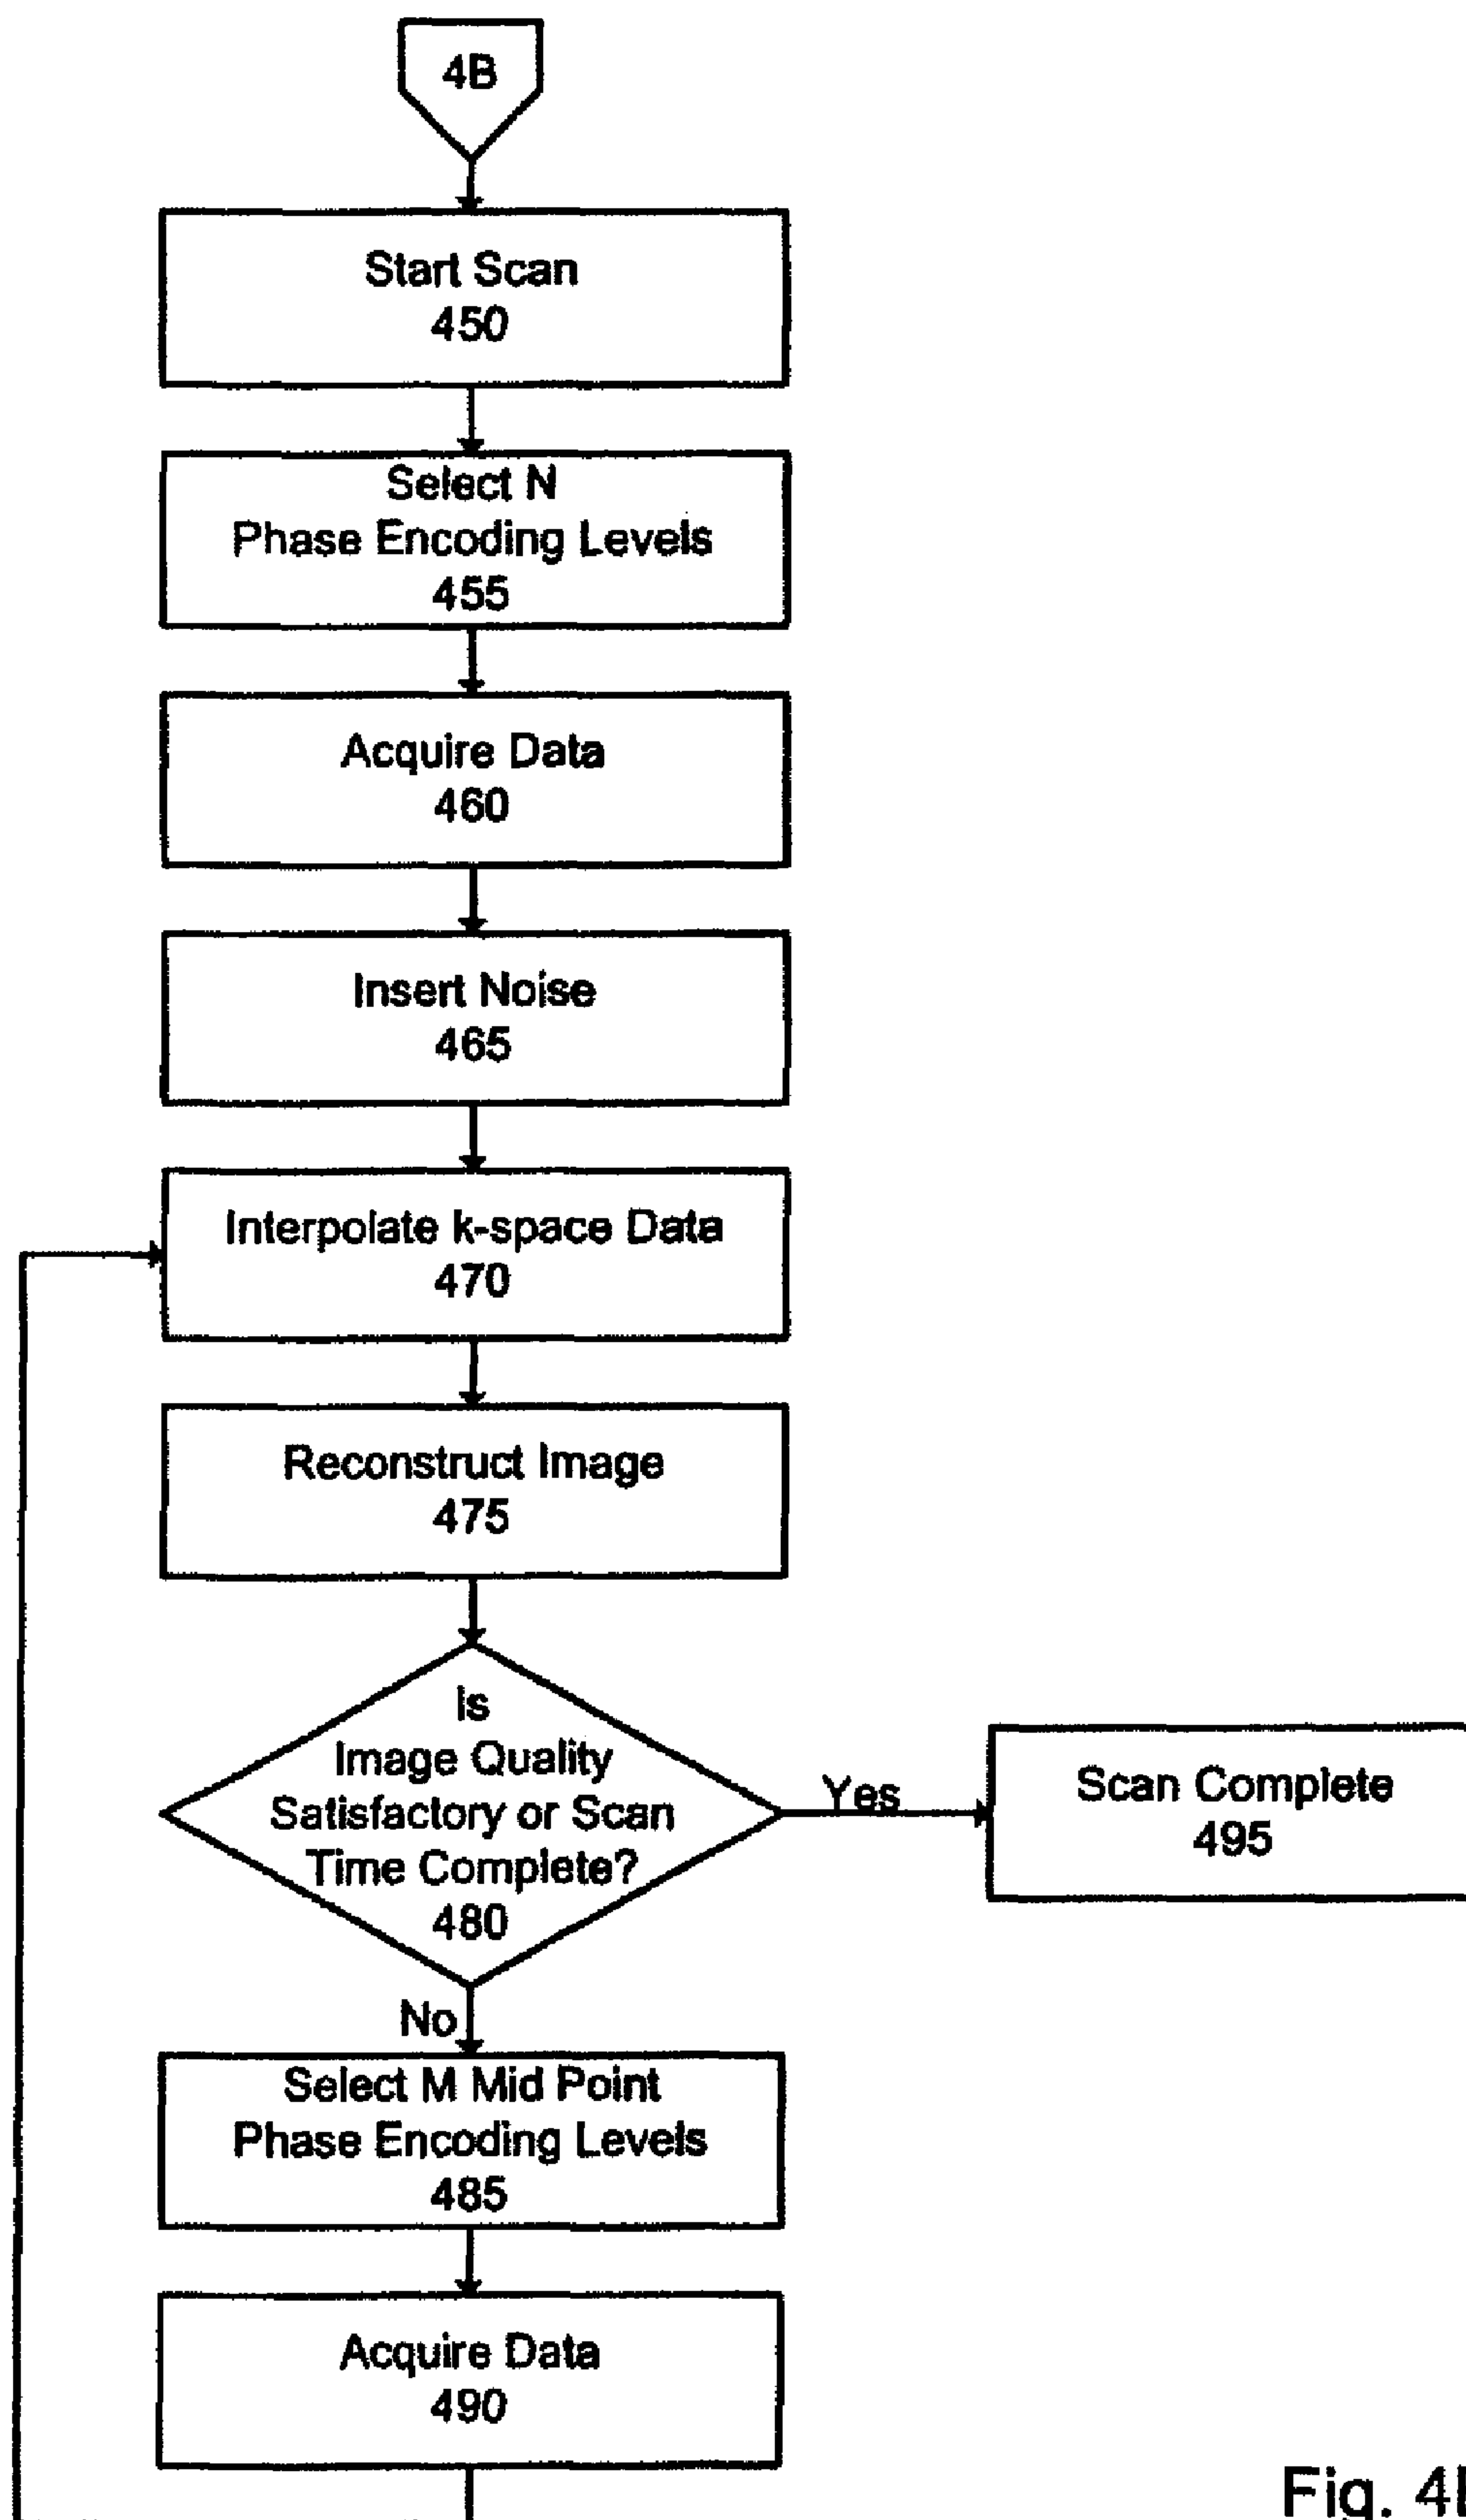 4B
Start Scan
450
Select N
Phase Encoding Levels
455
Acquire Data
460
Insert Noise
465
Interpolate k-space Data
470
Reconstruct Image
475
Is
Image Quality
Satisfactory or Scan
Time Complete?
480
Yes
Scan Complete
495
No
Select M Mid Point
Phase Encoding Levels
485
Acquire Data
490
Fig.